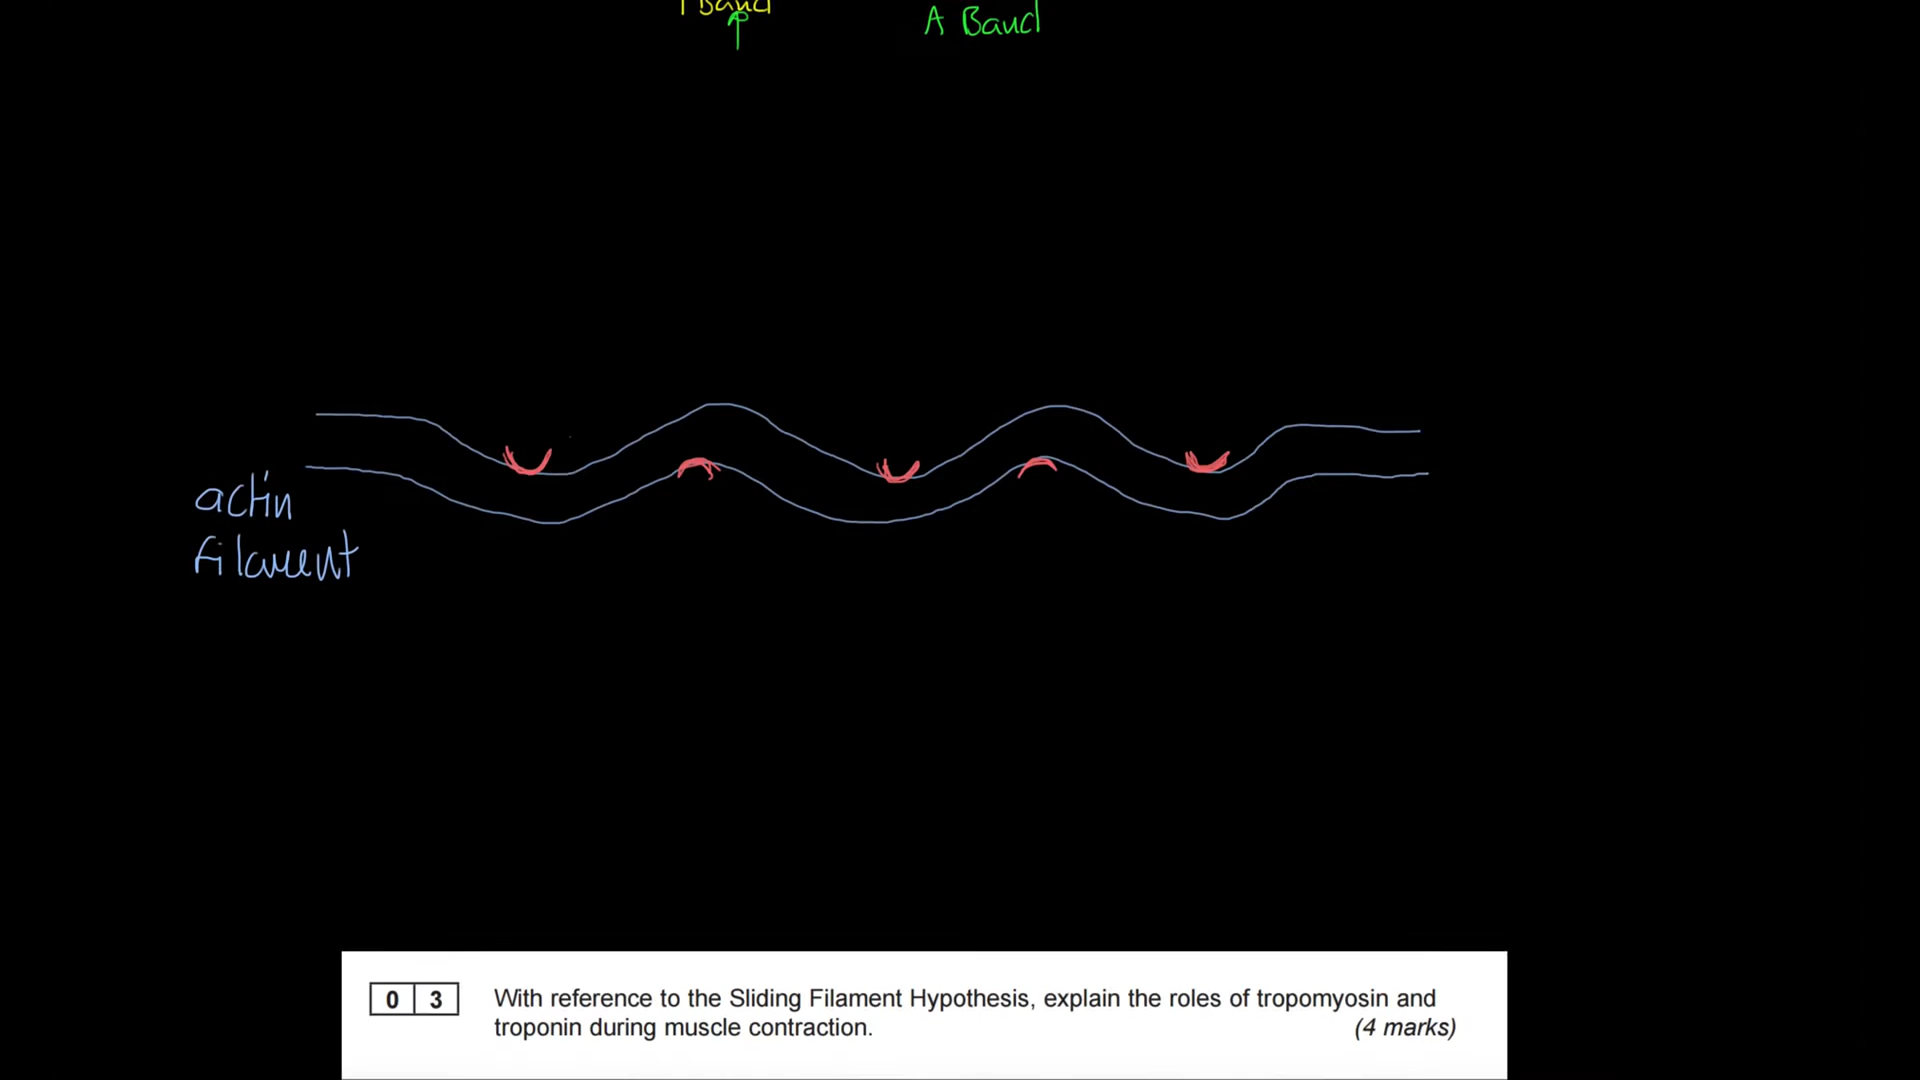 I Band
A Band
actin
filament
0 3 With reference to the Sliding Filament Hypothesis, explain the roles of tropomyosin and
troponin during muscle contraction. (4 marks)